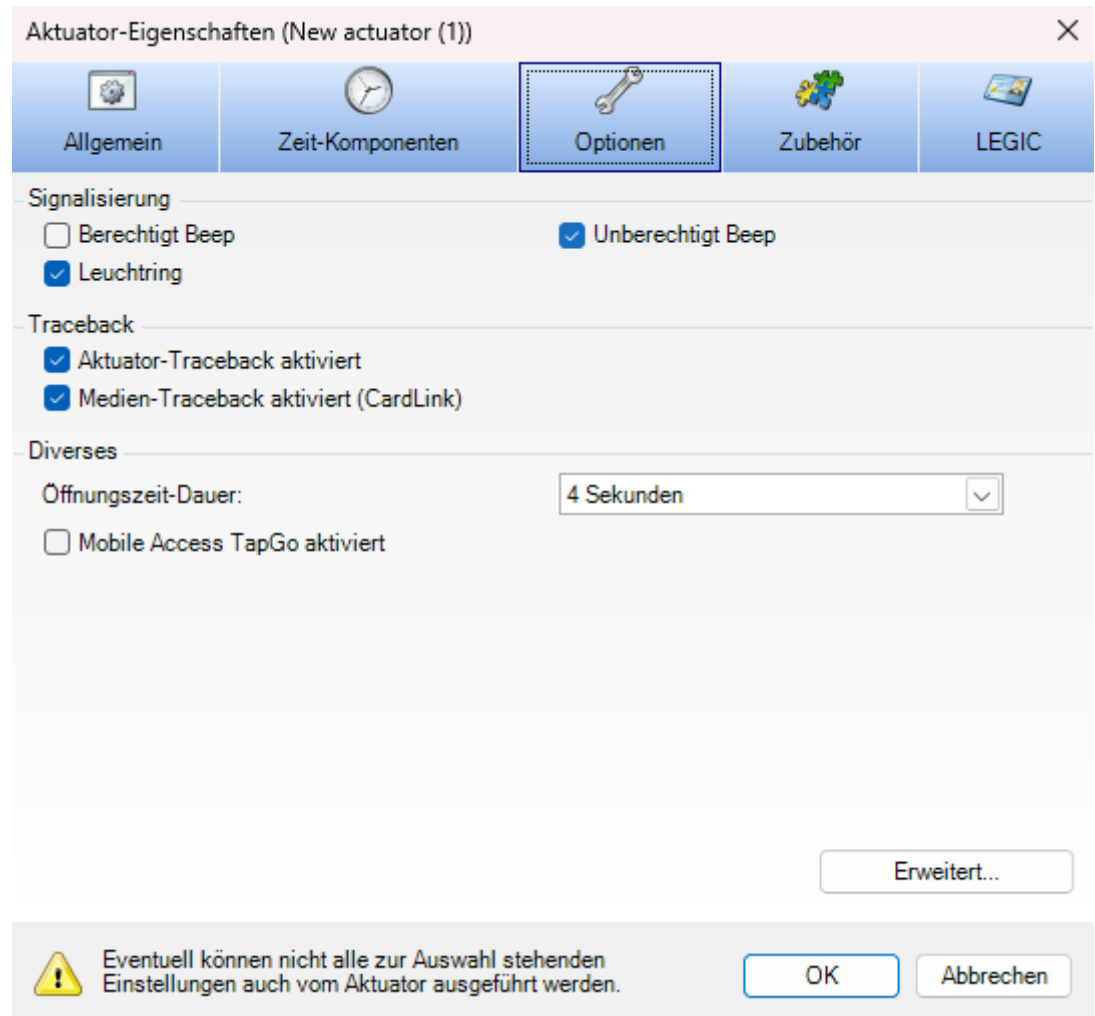 Aktuator-Eigenschaften (New actuator (1))
Allgemein Zeit-Komponenten Optionen Zubehör LEGIC
Signalisierung
Berechtigt Beep Unberechtigt Beep
Leuchtring
Traceback
Aktuator-Traceback aktiviert
Medien-Traceback aktiviert (CardLink)
Diverses
Öffnungszeit-Dauer: 4 Sekunden
Mobile Access TapGo aktiviert
Erweitert...
Eventuell können nicht alle zur Auswahl stehenden
Einstellungen auch vom Aktuator ausgeführt werden.
OK Abbrechen